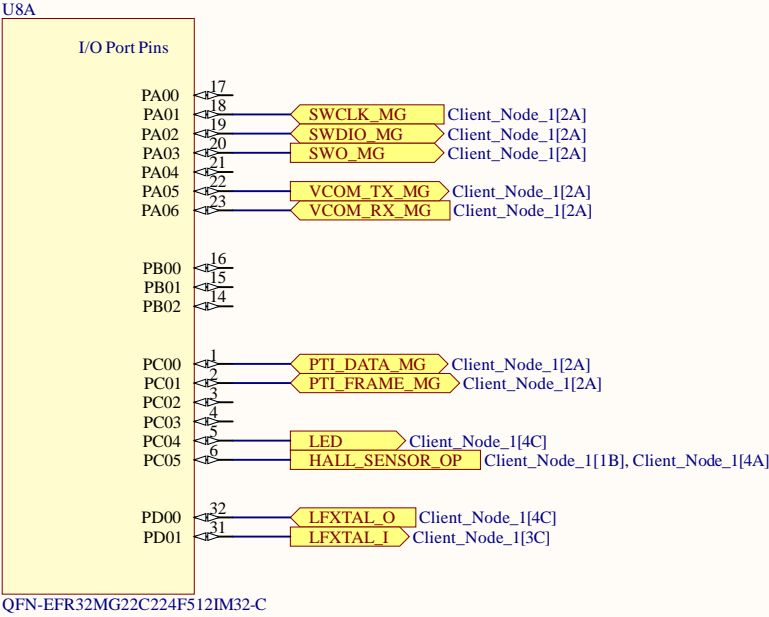 U8A
I/O Port Pins
PA00 17
PA01 18 SWCLK_MG Client_Node_1[2A]
PA02 19 SWDIO_MG Client_Node_1[2A]
PA03 20 SWO_MG Client_Node_1[2A]
PA04 21
PA05 22 VCOM_TX_MG Client_Node_1[2A]
PA06 23 VCOM_RX_MG Client_Node_1[2A]
PB00 16
PB01 15
PB02 14
PC00 1 PTI_DATA_MG Client_Node_1[2A]
PC01 2 PTI_FRAME_MG Client_Node_1[2A]
PC02 3
PC03 4
PC04 5 LED Client_Node_1[4C]
PC05 6 HALL_SENSOR_OP Client_Node_1[1B], Client_Node_1[4A]
PD00 32 LFXTAL_O Client_Node_1[4C]
PD01 31 LFXTAL_I Client_Node_1[3C]
QFN-EFR32MG22C224F512IM32-C